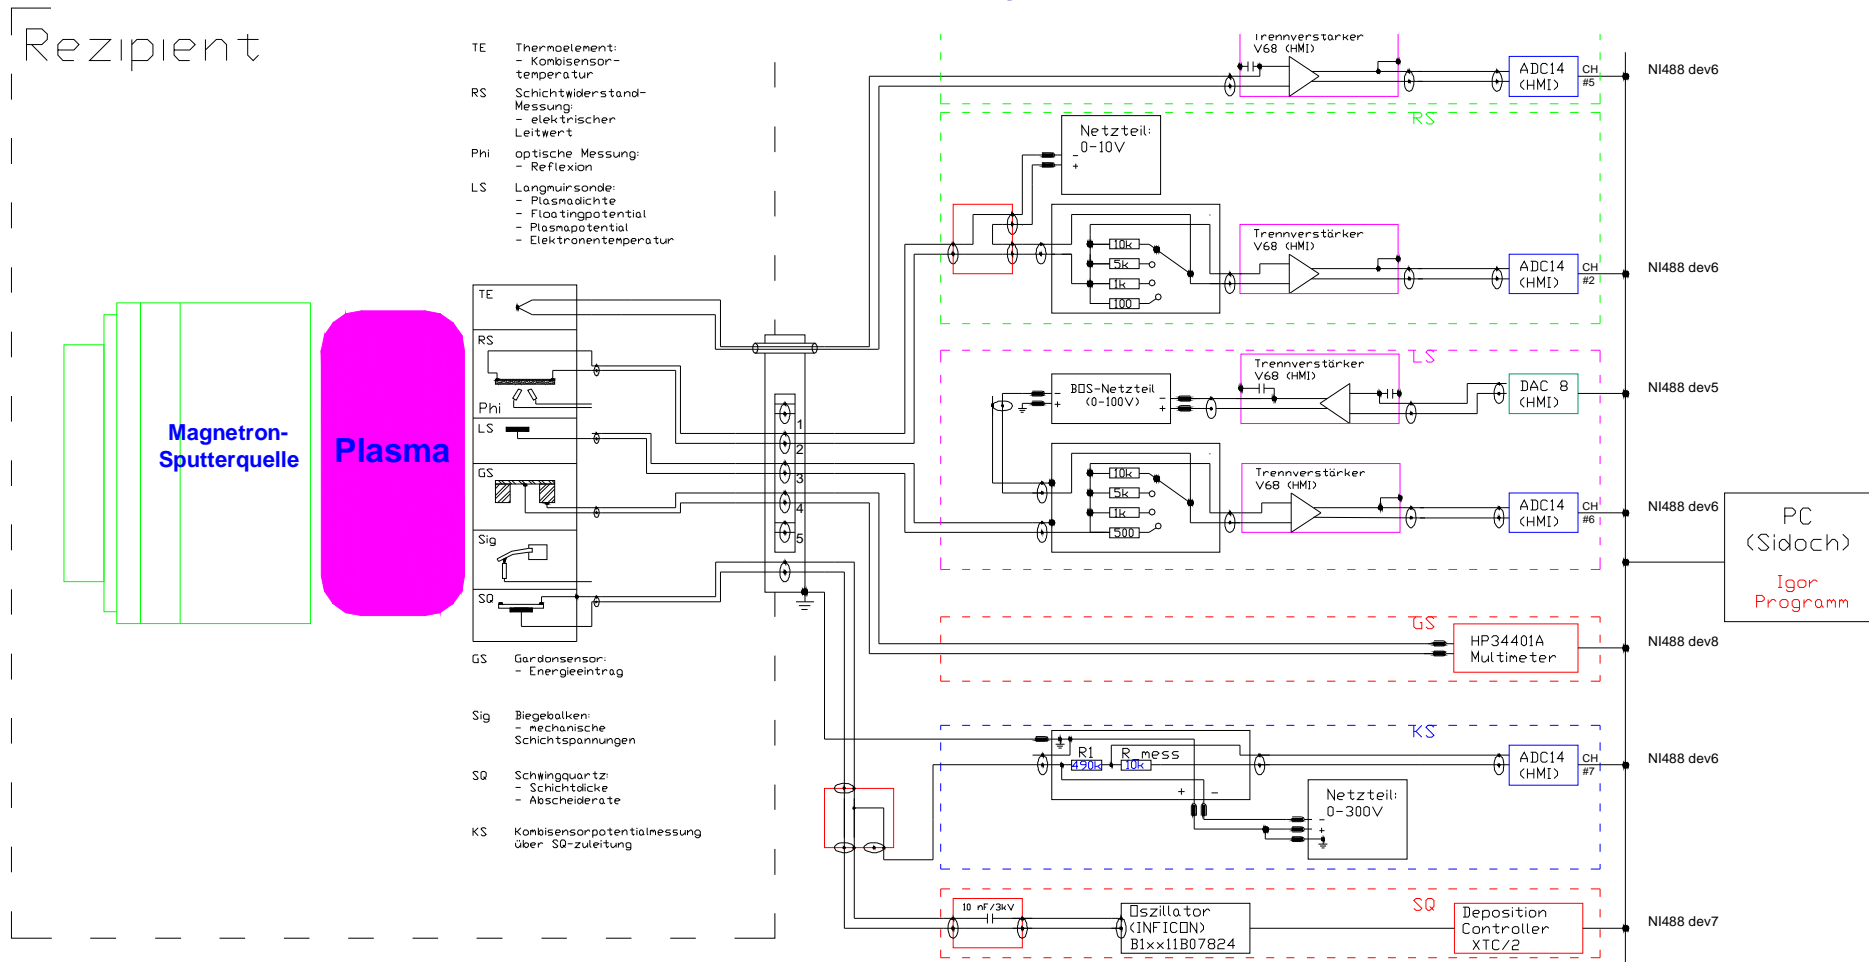 Rezipient
TE Thermoelement:
- Kombisensor-
temperatur
RS Schichtwiderstand-
Messung:
- elektrischer
Leitwert
Phi optische Messung:
- Reflexion
LS Langmuirsonde:
- Plasmadichte
- Floatingpotential
- Plasmapotential
- Elektronentemperatur
Magnetron-
Sputterquelle
Plasma
TE
RS
Phi
LS
GS
Sig
SQ
GS Gardonsensor:
- Energieeintrag
Sig Biegebalken:
- mechanische
Schichtspannungen
SQ Schwingquartz:
- Schichtdicke
- Abscheiderate
KS Kombisensorpotentialmessung
über SQ-zuleitung
1
2
3
4
5
Trennverstärker
V68 (HMI)
ADC14
(HMI)
CH
#5
NI488 dev6
RS
Netzteil:
0-10V
-
+
10k
5k
1k
100
Trennverstärker
V68 (HMI)
ADC14
(HMI)
CH
#2
NI488 dev6
LS
BOS-Netzteil
(0-100V)
-
+
-
+
Trennverstärker
V68 (HMI)
DAC 8
(HMI)
NI488 dev5
10k
5k
1k
500
Trennverstärker
V68 (HMI)
ADC14
(HMI)
CH
#6
NI488 dev6
PC
(Sidoch)
Igor
Programm
GS
HP34401A
Multimeter
NI488 dev8
KS
R1
490k
R_mess
10k
+ -
ADC14
(HMI)
CH
#7
NI488 dev6
Netzteil:
0-300V
-
+
SQ
10 nF/3kV
Oszillator
(INFICON)
B1xx11B07824
Deposition
Controller
XTC/2
NI488 dev7